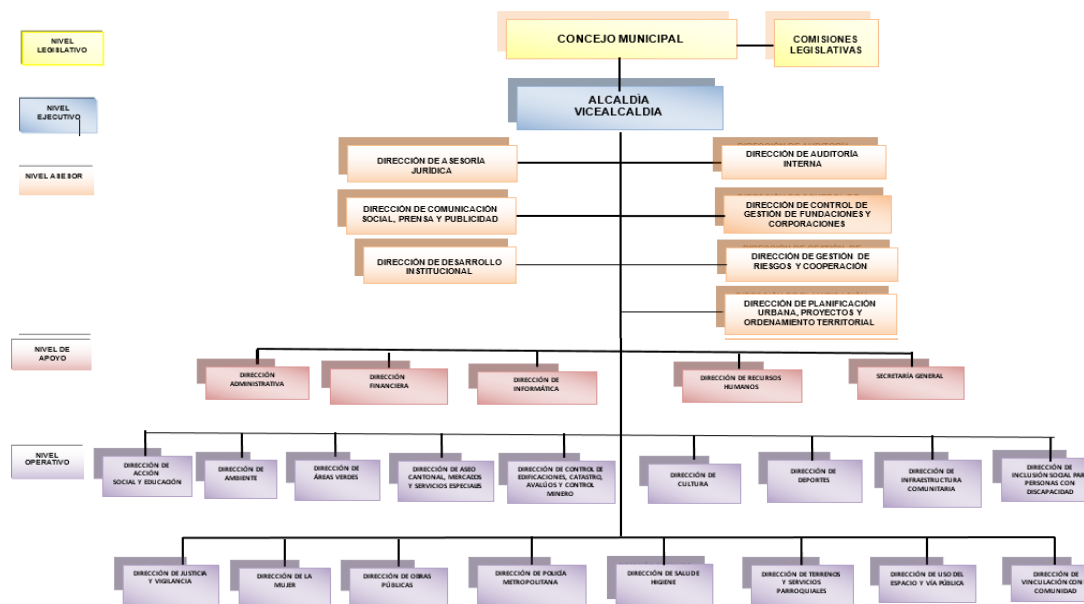 NIVEL
LEGISLATIVO
CONCEJO MUNICIPAL
COMISIONES
LEGISLATIVAS
NIVEL
EJECUTIVO
ALCALDÌA
VICEALCALDIA
NIVEL ASESOR
DIRECCIÓN DE ASESORÍA
JURÍDICA
DIRECCIÓN DE AUDITORÍA
INTERNA
DIRECCIÓN DE COMUNICACIÓN
SOCIAL, PRENSA Y PUBLICIDAD
DIRECCIÓN DE CONTROL DE
GESTIÓN DE FUNDACIONES Y
CORPORACIONES
DIRECCIÓN DE DESARROLLO
INSTITUCIONAL
DIRECCIÓN DE GESTIÓN DE
RIESGOS Y COOPERACIÓN
DIRECCIÓN DE PLANIFICACIÓN
URBANA, PROYECTOS Y
ORDENAMIENTO TERRITORIAL
NIVEL DE
APOYO
DIRECCIÓN
ADMINISTRATIVA
DIRECCIÓN
FINANCIERA
DIRECCIÓN DE
INFORMÁTICA
DIRECCIÓN DE RECURSOS
HUMANOS
SECRETARÍA GENERAL
NIVEL
OPERATIVO
DIRECCIÓN DE
ACCIÓN
SOCIAL Y EDUCACIÓN
DIRECCIÓN DE
AMBIENTE
DIRECCIÓN DE
ÁREAS VERDES
DIRECCIÓN DE ASEO
CANTONAL, MERCADOS
Y SERVICIOS ESPECIALES
DIRECCIÓN DE CONTROL DE
EDIFICACIONES, CATASTRO,
AVALÚOS Y CONTROL
MINERO
DIRECCIÓN DE
CULTURA
DIRECCIÓN DE
DEPORTES
DIRECCIÓN DE
INFRAESTRUCTURA
COMUNITARIA
DIRECCIÓN DE
INCLUSIÓN SOCIAL PARA
PERSONAS CON
DISCAPACIDAD
DIRECCIÓN DE JUSTICIA
Y VIGILANCIA
DIRECCIÓN DE LA
MUJER
DIRECCIÓN DE OBRAS
PÚBLICAS
DIRECCIÓN DE POLICÍA
METROPOLITANA
DIRECCIÓN DE SALUD E
HIGIENE
DIRECCIÓN DE TERRENOS
Y SERVICIOS
PARROQUIALES
DIRECCIÓN DE USO DEL
ESPACIO Y VÍA PÚBLICA
DIRECCIÓN DE
VINCULACIÓN CON
COMUNIDAD